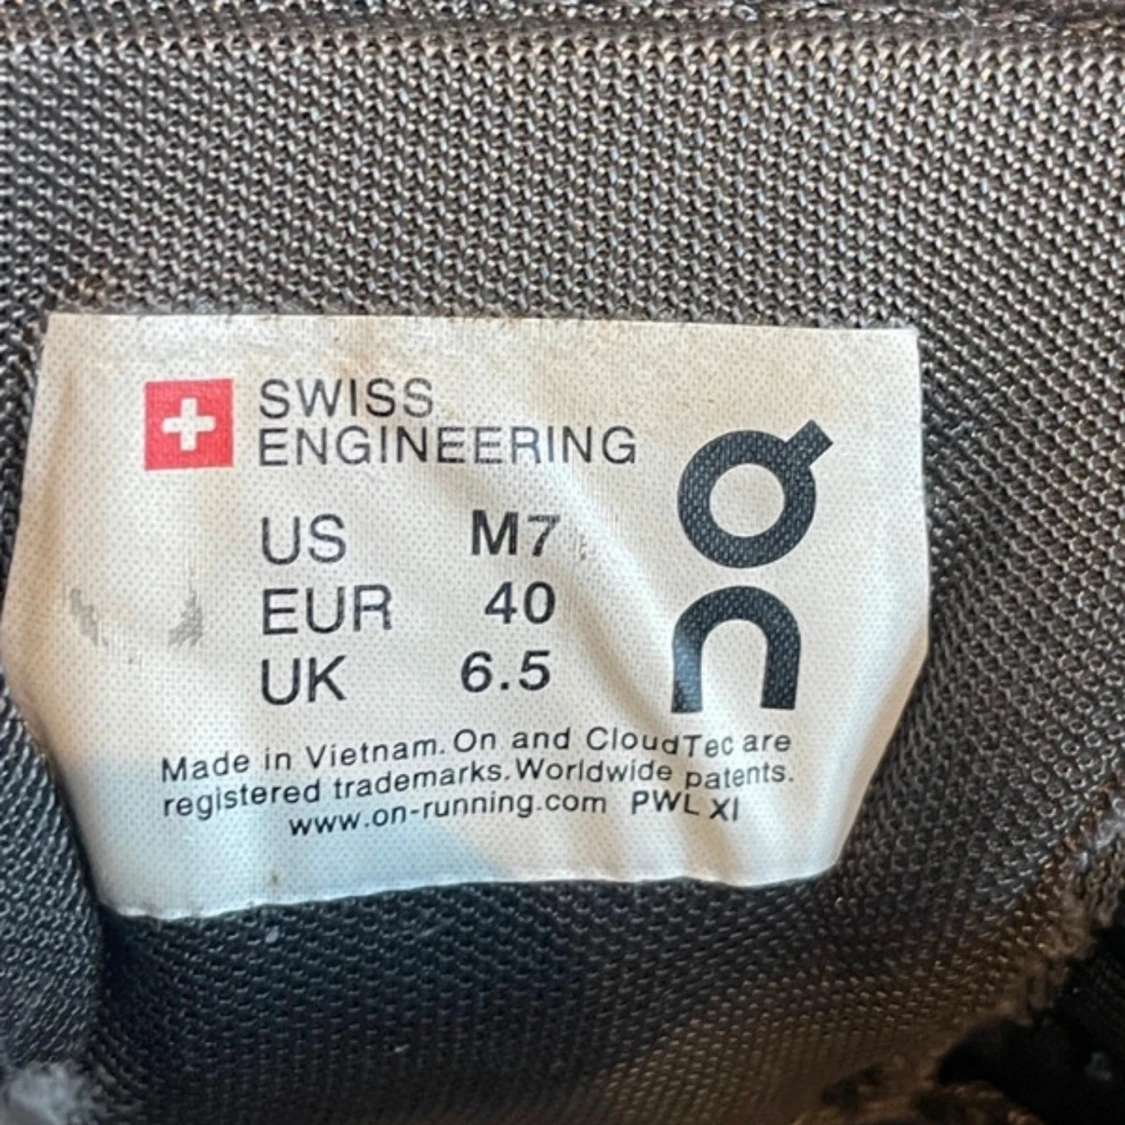 SWISS
ENGINEERING
US M7
EUR 40
UK 6.5
on
Made in Vietnam. On and CloudTec are
registered trademarks. Worldwide patents.
www.on-running.com PWL XI